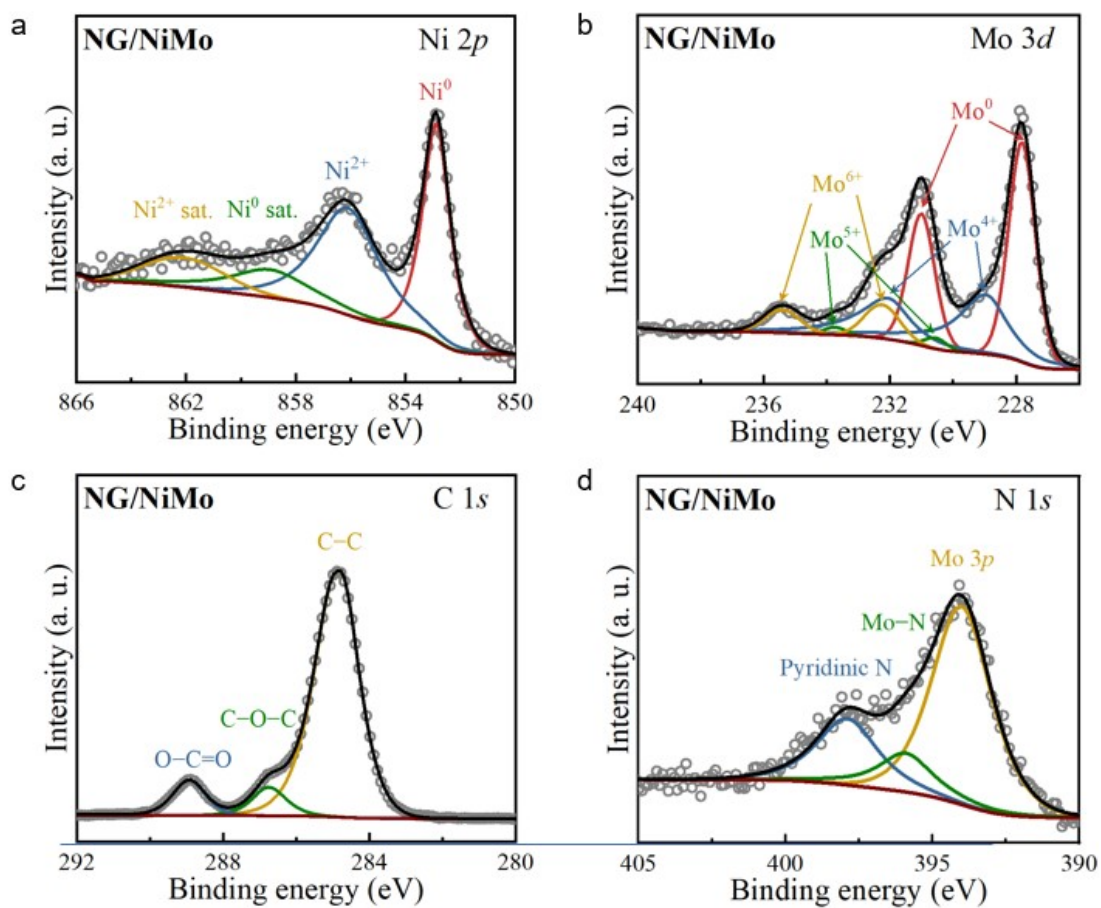 a
NG/NiMo
Ni 2p
Ni⁰
Ni²⁺
Ni²⁺ sat.
Ni⁰ sat.
Intensity (a. u.)
866
862
858
854
850
Binding energy (eV)
b
NG/NiMo
Mo 3d
Mo⁰
Mo⁶⁺
Mo⁵⁺
Mo⁴⁺
Intensity (a. u.)
240
236
232
228
Binding energy (eV)
c
NG/NiMo
C 1s
C−C
C−O−C
O−C=O
Intensity (a. u.)
292
288
284
280
Binding energy (eV)
d
NG/NiMo
N 1s
Mo 3p
Mo−N
Pyridinic N
Intensity (a. u.)
405
400
395
390
Binding energy (eV)